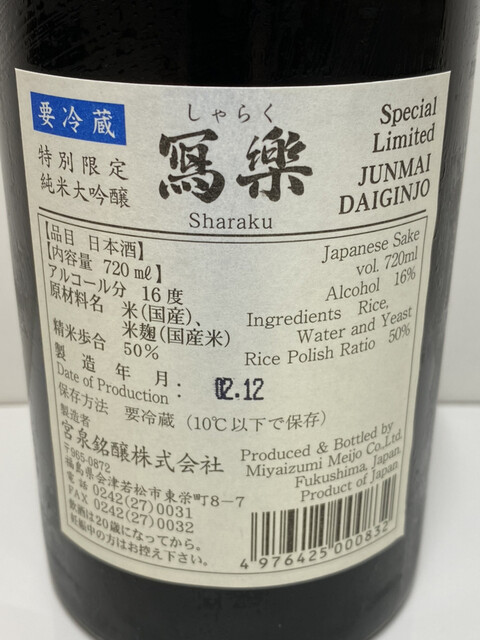 要冷蔵
特別限定
純米大吟醸
しゃらく
寫樂
Sharaku
Special
Limited
JUNMAI
DAIGINJO
【品目 日本酒】
【内容量 720㎖】
アルコール分 16度
原材料名 米(国産)、
米麹(国産米)
精米歩合 50%
製造年月:
Date of Production: 02.12
保存方法 要冷蔵(10℃以下で保存)
Japanese Sake
vol. 720ml
Alcohol 16%
Ingredients Rice,
Water and Yeast
Rice Polish Ratio 50%
製造者
宮泉銘醸株式会社
〒965-0872
福島県会津若松市東栄町8-7
電話 0242(27)0031
FAX 0242(27)0032
飲酒は20歳になってから。
妊娠中の方はお控え下さい。
Produced & Bottled by
Miyaizumi Meijo Co.,Ltd.
Fukushima, Japan.
Product of Japan.
4 976425 000832